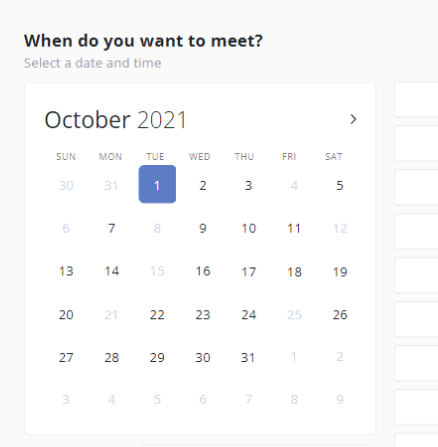 When do you want to meet?
Select a date and time
October 2021
SUN MON TUE WED THU FRI SAT
30 31 1 2 3 4 5
6 7 8 9 10 11 12
13 14 15 16 17 18 19
20 21 22 23 24 25 26
27 28 29 30 31 1 2
3 4 5 6 7 8 9